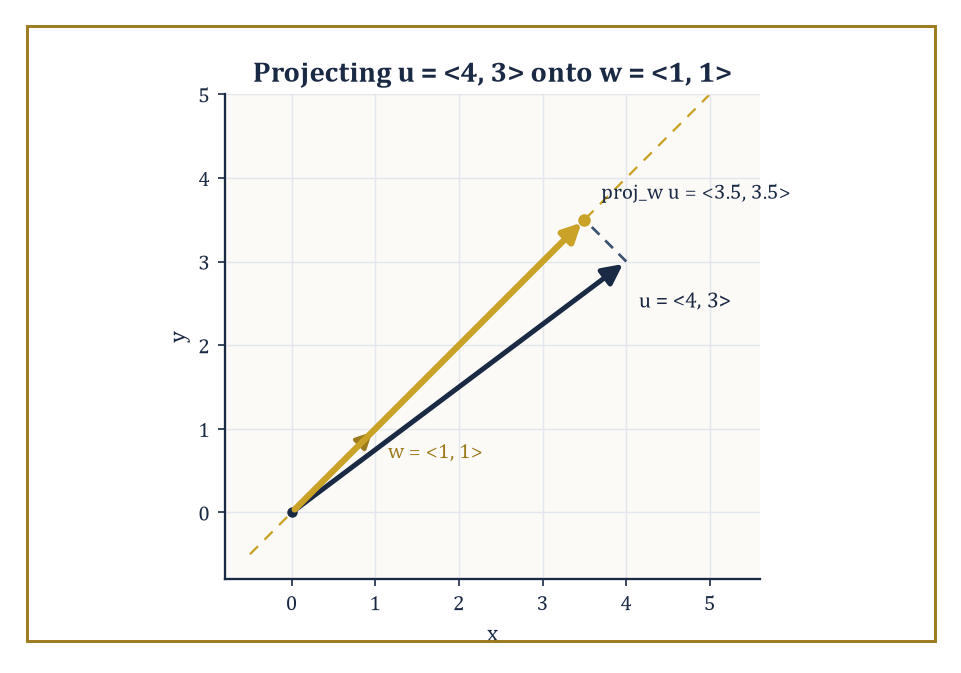 Projecting u = <4, 3> onto w = <1, 1>
5
4
proj_w u = <3.5, 3.5>
3
u = <4, 3>
y
2
1
w = <1, 1>
0
0 1 2 3 4 5
x